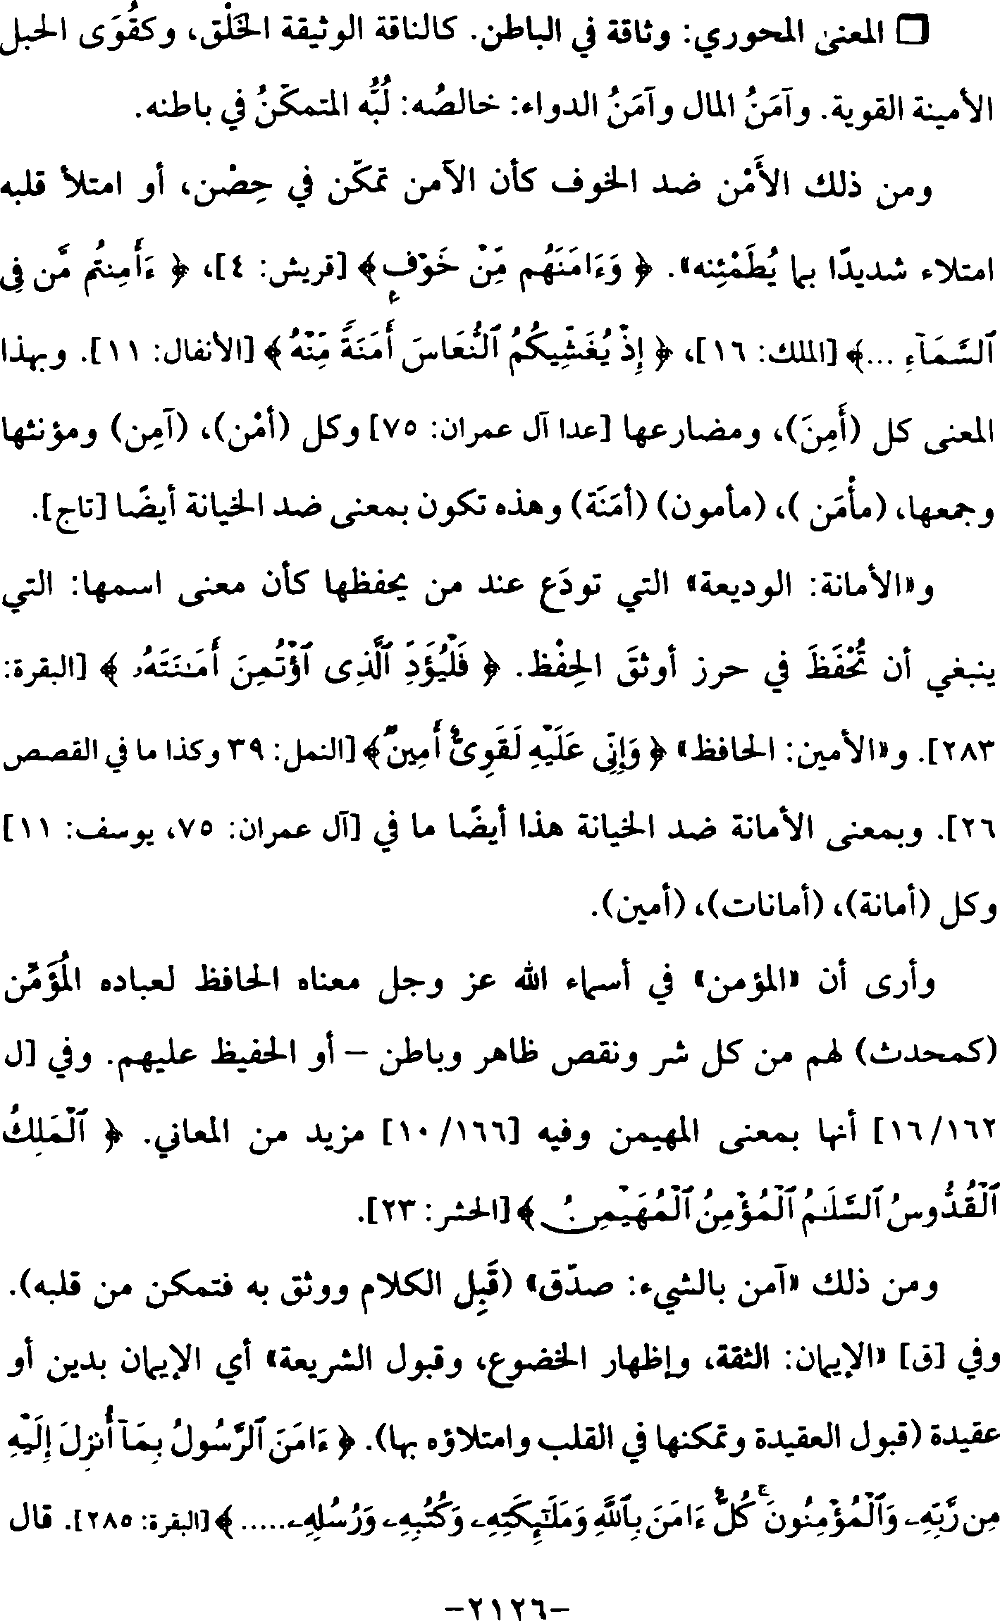 □ المعنى المحوري: وثاقة في الباطن. كالناقة الوثيقة الخَلْق، وكقُوَى الحبل
الأمينة القوية. وآمَنُ المال وآمَنُ الدواء: خالصُه: لُبُّه المتمكّنُ في باطنه.
ومن ذلك الأَمْن ضد الخوف كأن الآمن تمكّن في حِصْن، أو امتلأ قلبه
امتلاء شديدًا بما يُطَمْئِنه». ﴿ وَءَامَنَهُم مِّنْ خَوْفٍۭ ﴾ [قريش: ٤]، ﴿ ءَأَمِنتُم مَّن فِى
ٱلسَّمَآءِ ...﴾ [الملك: ١٦]، ﴿ إِذْ يُغَشِّيكُمُ ٱلنُّعَاسَ أَمَنَةً مِّنْهُ ﴾ [الأنفال: ١١]. وبهذا
المعنى كل (أَمِنَ)، ومضارعها [عدا آل عمران: ٧٥] وكل (أمْن)، (آمِن) ومؤنثها
وجمعها، (مأْمَن )، (مأمون) (أمَنَة) وهذه تكون بمعنى ضد الخيانة أيضًا [تاج].
و«الأمانة: الوديعة» التي تودَع عند من يحفظها كأن معنى اسمها: التي
ينبغي أن تُحْفَظَ في حرز أوثقَ الحِفْظ. ﴿ فَلْيُؤَدِّ ٱلَّذِى ٱؤْتُمِنَ أَمَـٰنَتَهُۥ ﴾ [البقرة:
٢٨٣]. و«الأمين: الحافظ» ﴿ وَإِنِّى عَلَيْهِ لَقَوِىٌّ أَمِينٌ ﴾ [النمل: ٣٩ وكذا ما في القصص
٢٦]. وبمعنى الأمانة ضد الخيانة هذا أيضًا ما في [آل عمران: ٧٥، يوسف: ١١]
وكل (أمانة)، (أمانات)، (أمين).
وأرى أن «المؤمن» في أسماء الله عز وجل معناه الحافظ لعباده المُؤَمِّن
(كمحدث) لهم من كل شر ونقص ظاهر وباطن – أو الحفيظ عليهم. وفي [ل
١٦/١٦٢] أنها بمعنى المهيمن وفيه [١٠/١٦٦] مزيد من المعاني. ﴿ ٱلْمَلِكُ
ٱلْقُدُّوسُ ٱلسَّلَـٰمُ ٱلْمُؤْمِنُ ٱلْمُهَيْمِنُ ﴾ [الحشر: ٢٣].
ومن ذلك «آمن بالشيء: صدّق» (قَبِل الكلام ووثق به فتمكن من قلبه).
وفي [ق] «الإيمان: الثقة، وإظهار الخضوع، وقبول الشريعة» أي الإيمان بدين أو
عقيدة (قبول العقيدة وتمكنها في القلب وامتلاؤه بها). ﴿ ءَامَنَ ٱلرَّسُولُ بِمَآ أُنزِلَ إِلَيْهِ
مِن رَّبِّهِۦ وَٱلْمُؤْمِنُونَ ۚ كُلٌّ ءَامَنَ بِٱللَّهِ وَمَلَـٰٓئِكَتِهِۦ وَكُتُبِهِۦ وَرُسُلِهِۦ.....﴾ [البقرة: ٢٨٥]. قال
–٢١٢٦–